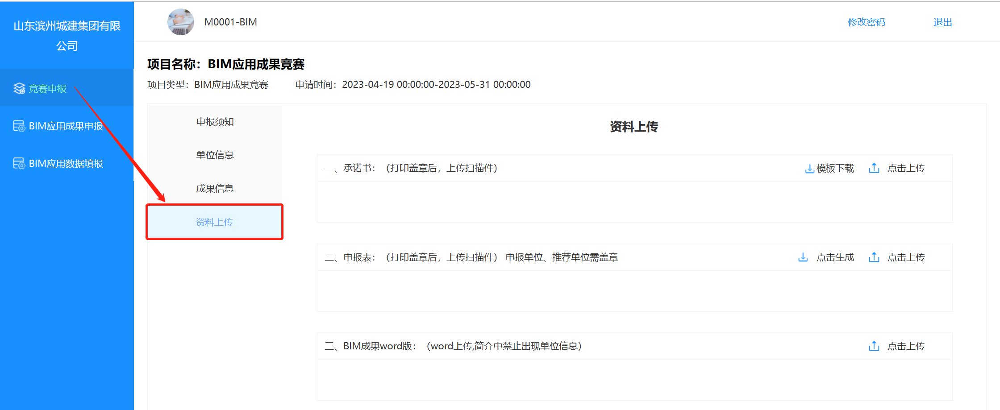 山东滨州城建集团有限
公司
竞赛申报
BIM应用成果申报
BIM应用数据填报
M0001-BIM
修改密码
退出
项目名称：BIM应用成果竞赛
项目类型：BIM应用成果竞赛 申请时间：2023-04-19 00:00:00-2023-05-31 00:00:00
申报须知
单位信息
成果信息
资料上传
资料上传
一、承诺书：（打印盖章后，上传扫描件） 模板下载 点击上传
二、申报表：（打印盖章后，上传扫描件） 申报单位、推荐单位需盖章 点击生成 点击上传
三、BIM成果word版：（word上传,简介中禁止出现单位信息） 点击上传